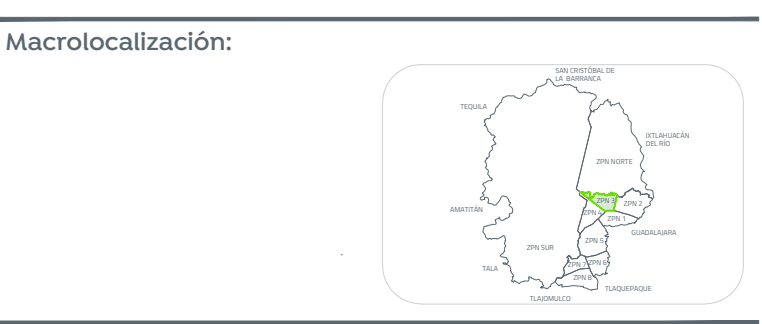 Macrolocalización:
SAN CRISTÓBAL DE
LA BARRANCA
TEQUILA
IXTLAHUACÁN
DEL RÍO
ZPN NORTE
ZPN 3
ZPN 2
AMATITÁN
ZPN 4
ZPN 1
GUADALAJARA
ZPN 5
ZPN SUR
ZPN 7
ZPN 6
TALA
ZPN 8
TLAQUEPAQUE
TLAJOMULCO